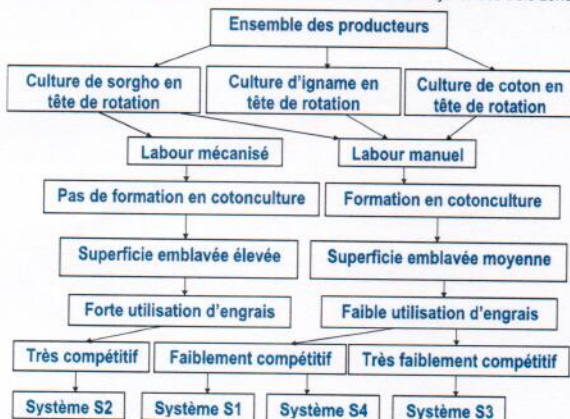 Ensemble des producteurs
Culture de sorgho en
tête de rotation
Culture d'igname en
tête de rotation
Culture de coton en
tête de rotation
Labour mécanisé
Labour manuel
Pas de formation en cotonculture
Formation en cotonculture
Superficie emblavée élevée
Superficie emblavée moyenne
Forte utilisation d'engrais
Faible utilisation d'engrais
Très compétitif
Faiblement compétitif
Très faiblement compétitif
Système S2
Système S1
Système S4
Système S3